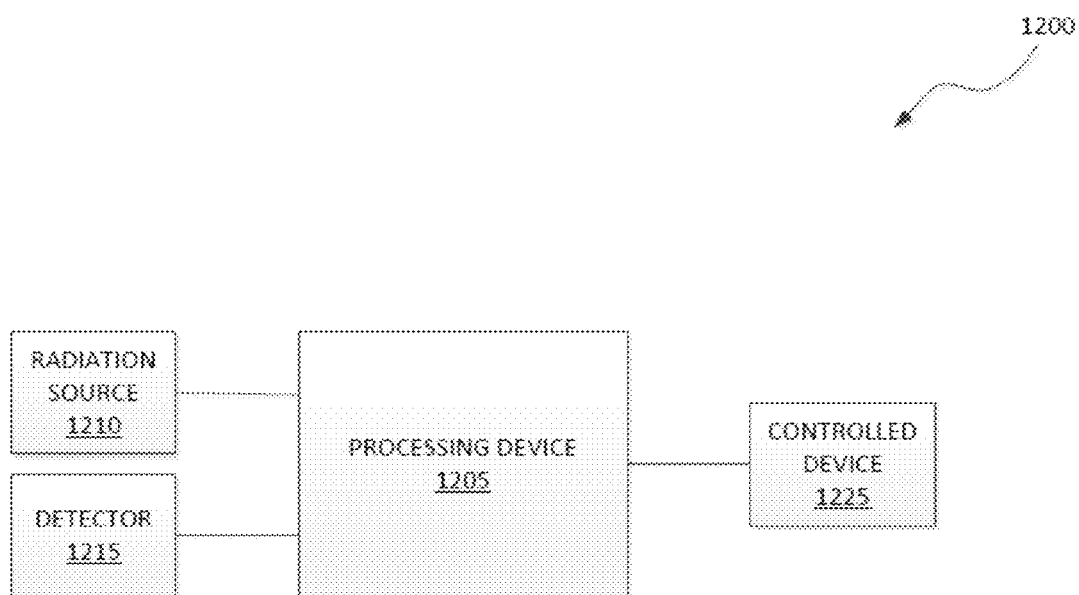 1200
RADIATION
SOURCE
1210
DETECTOR
1215
PROCESSING DEVICE
1205
CONTROLLED
DEVICE
1225